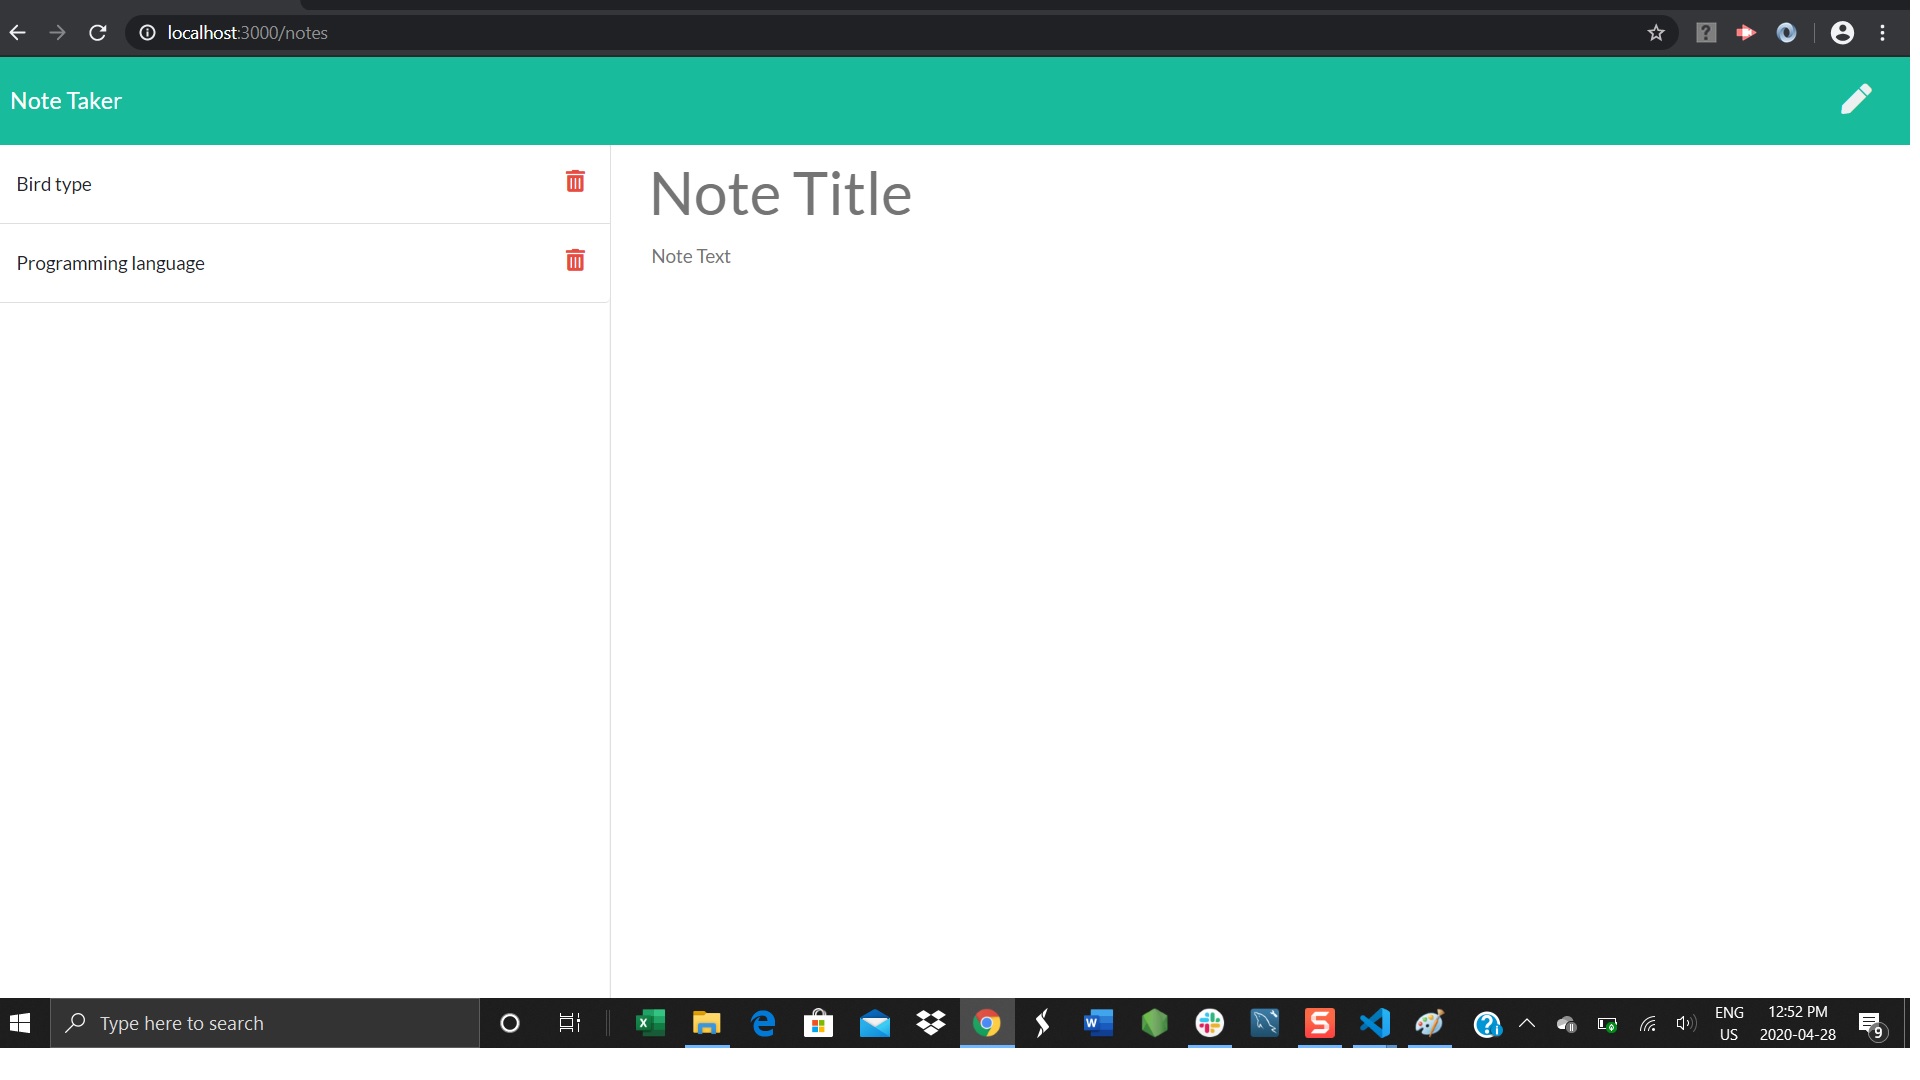 localhost:3000/notes
Note Taker
Bird type
Programming language
Note Title
Note Text
Type here to search
ENG
US
12:52 PM
2020-04-28
9